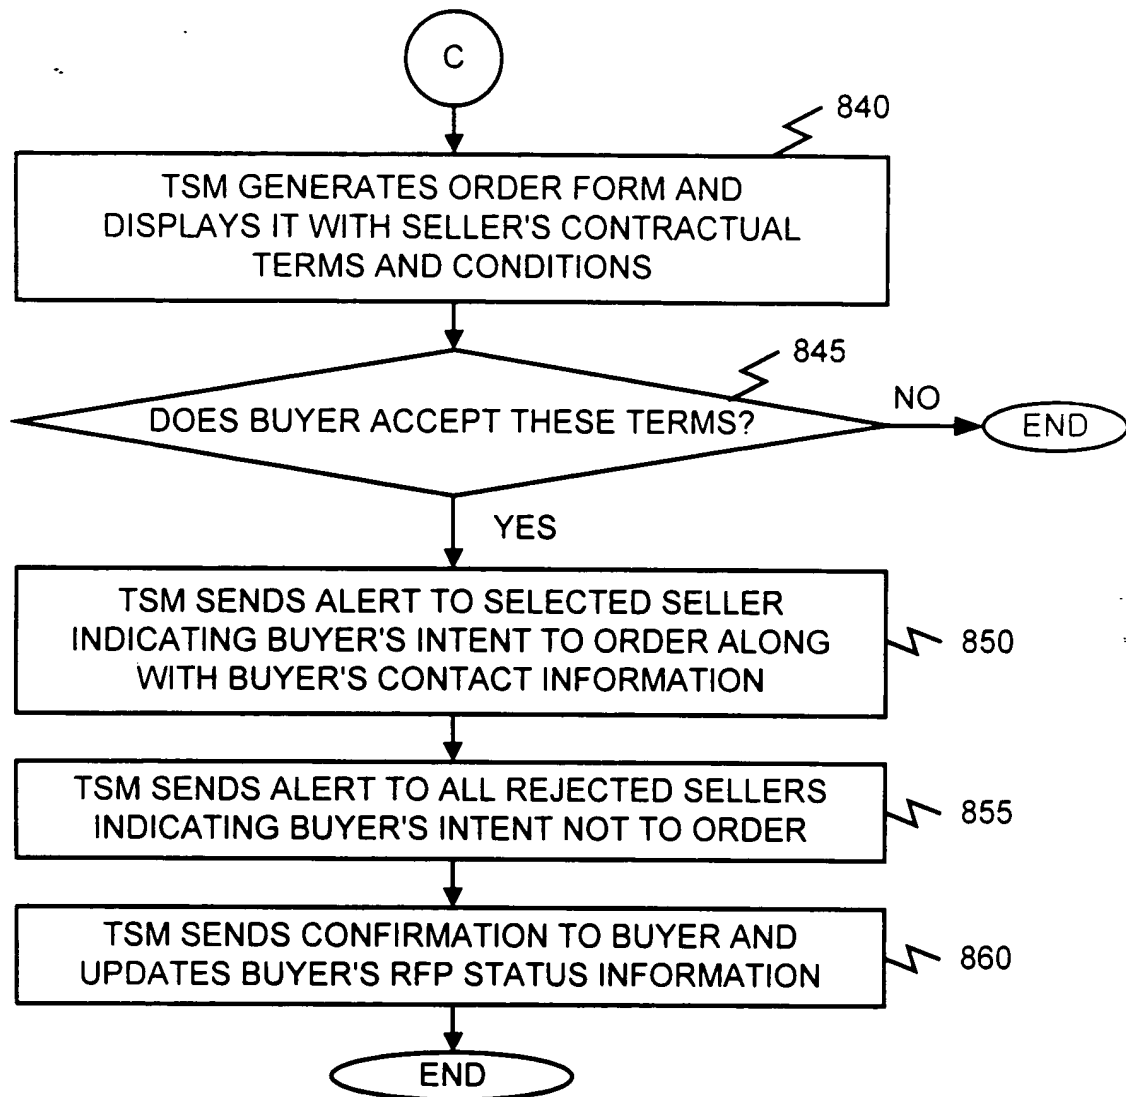 C
840
TSM GENERATES ORDER FORM AND
DISPLAYS IT WITH SELLER'S CONTRACTUAL
TERMS AND CONDITIONS
845
DOES BUYER ACCEPT THESE TERMS?
NO
END
YES
TSM SENDS ALERT TO SELECTED SELLER
INDICATING BUYER'S INTENT TO ORDER ALONG
WITH BUYER'S CONTACT INFORMATION
850
TSM SENDS ALERT TO ALL REJECTED SELLERS
INDICATING BUYER'S INTENT NOT TO ORDER
855
TSM SENDS CONFIRMATION TO BUYER AND
UPDATES BUYER'S RFP STATUS INFORMATION
860
END